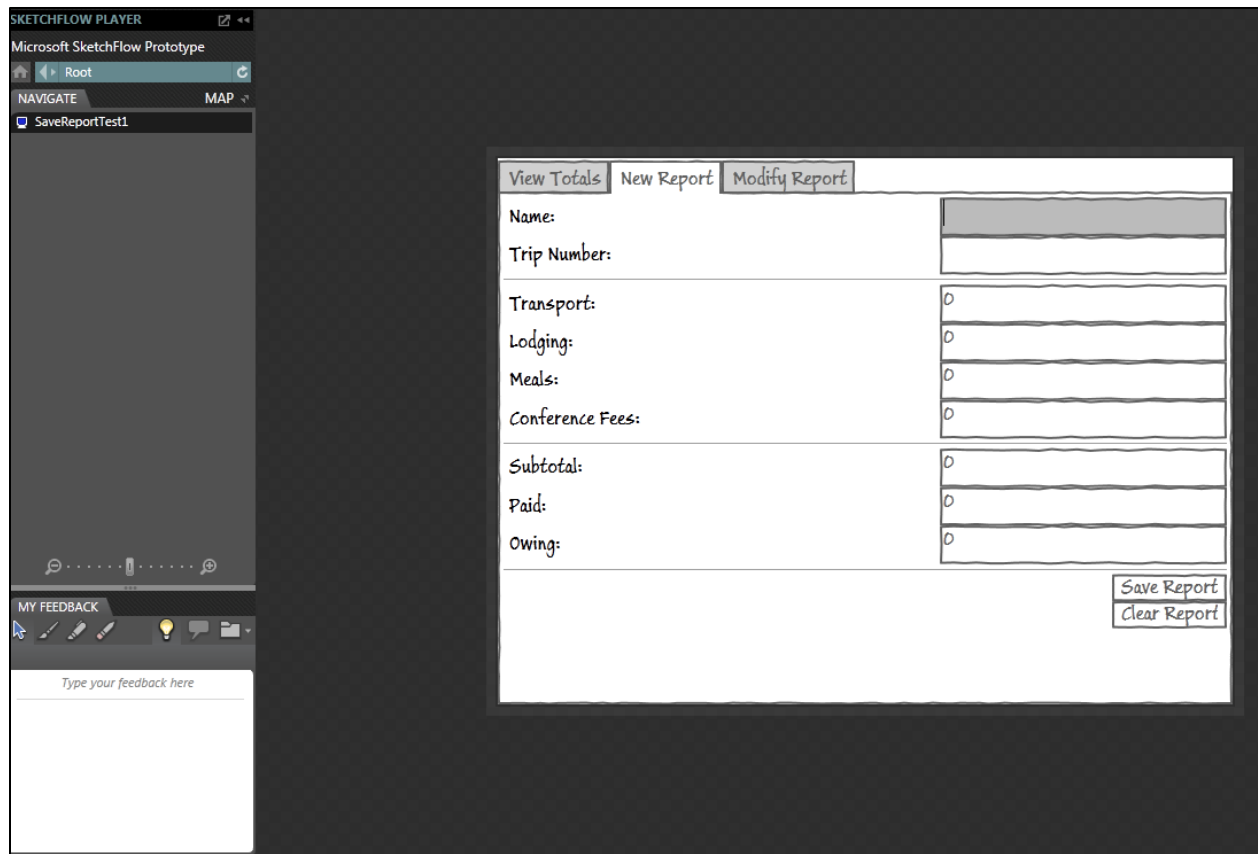 SKETCHFLOW PLAYER
Microsoft SketchFlow Prototype
Root
NAVIGATE MAP
SaveReportTest1
View Totals New Report Modify Report
Name:
Trip Number:
Transport: 0
Lodging: 0
Meals: 0
Conference Fees: 0
Subtotal: 0
Paid: 0
Owing: 0
Save Report
Clear Report
MY FEEDBACK
Type your feedback here